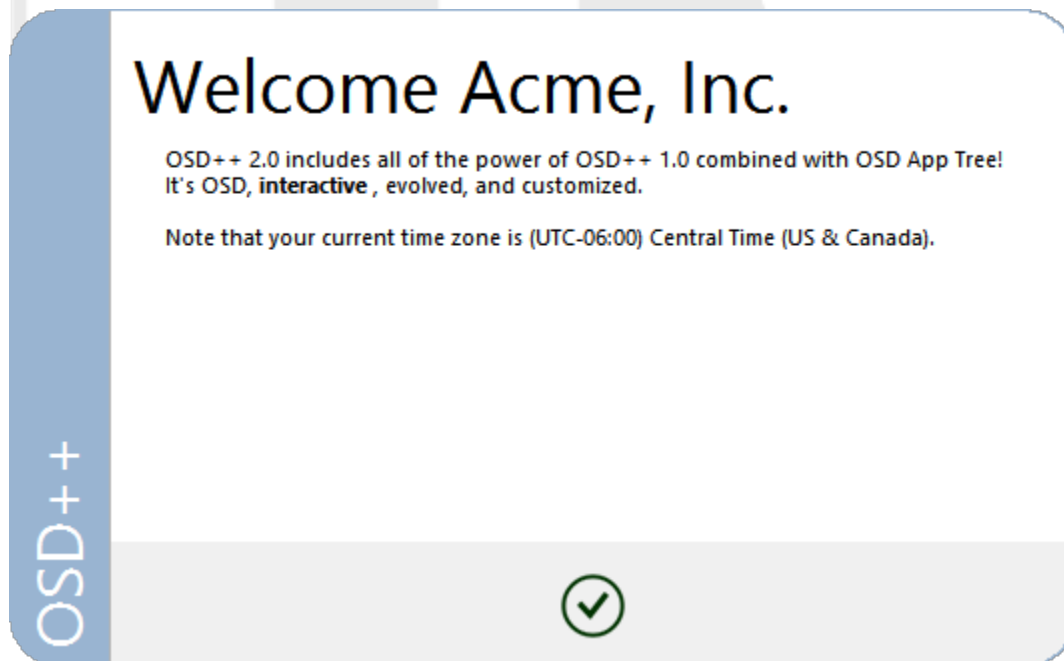 Welcome Acme, Inc.
OSD++ 2.0 includes all of the power of OSD++ 1.0 combined with OSD App Tree!
It's OSD, interactive , evolved, and customized.
Note that your current time zone is (UTC-06:00) Central Time (US & Canada).
OSD++